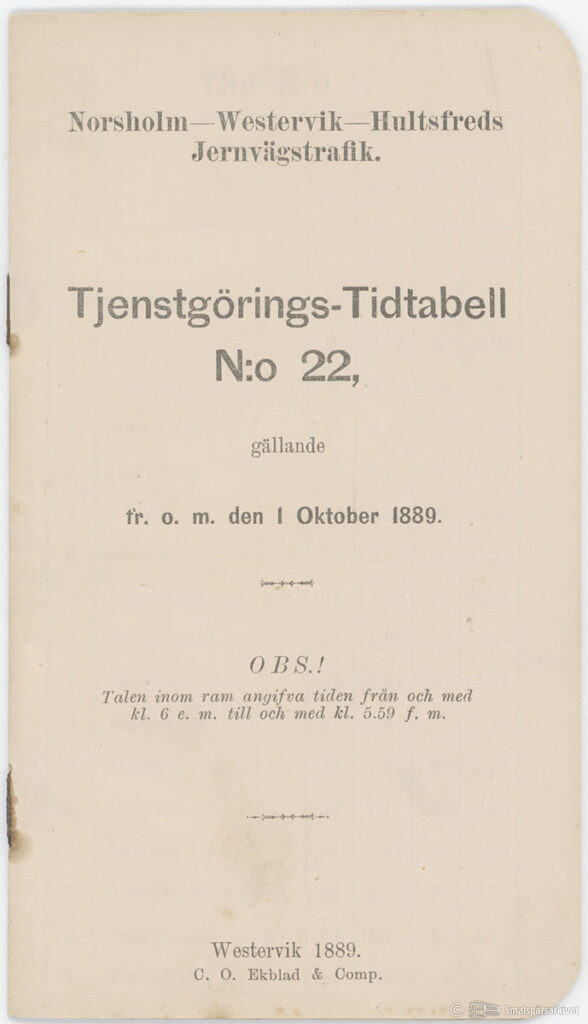 Norsholm—Westervik—Hultsfreds
Jernvägstrafik.
Tjenstgörings-Tidtabell
N:o 22,
gällande
fr. o. m. den 1 Oktober 1889.
OBS.!
Talen inom ram angifva tiden från och med
kl. 6 e. m. till och med kl. 5.59 f. m.
Westervik 1889.
C. O. Ekblad & Comp.
© Smalspårsarkivet